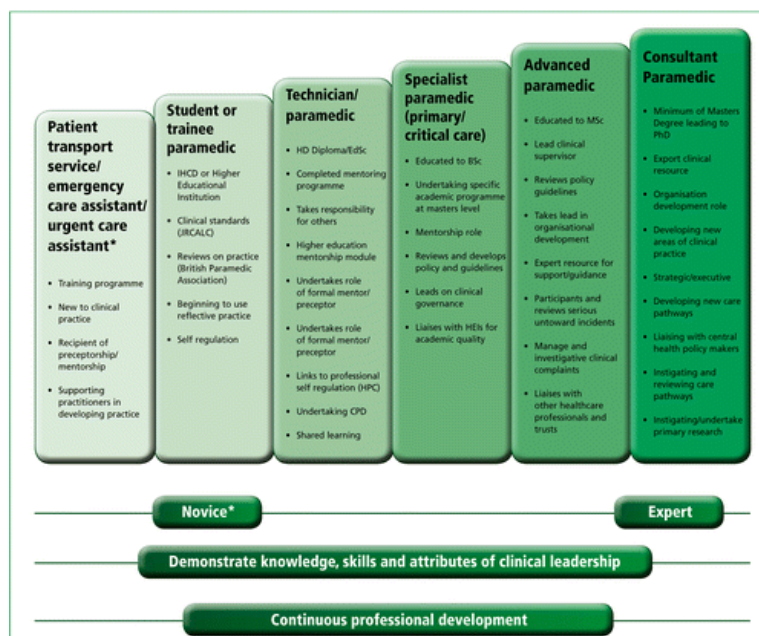 Patient
transport
service/
emergency
care assistant/
urgent care
assistant*
• Training programme
• New to clinical
practice
• Recipient of
preceptorship/
mentorship
• Supporting
practitioners in
developing practice
Student or
trainee
paramedic
• IHCD or Higher
Educational
Institution
• Clinical standards
(JRCALC)
• Reviews on practice
(British Paramedic
Association)
• Beginning to use
reflective practice
• Self regulation
Technician/
paramedic
• HD Diploma/EdSc
• Completed mentoring
programme
• Takes responsibility
for others
• Higher education
mentorship module
• Undertakes role
of formal mentor/
preceptor
• Undertakes role
of formal mentor/
preceptor
• Links to professional
self regulation (HPC)
• Undertaking CPD
• Shared learning
Specialist
paramedic
(primary/
critical care)
• Educated to BSc
• Undertaking specific
academic programme
at masters level
• Mentorship role
• Reviews and develops
policy and guidelines
• Leads on clinical
governance
• Liaises with HEIs for
academic quality
Advanced
paramedic
• Educated to MSc
• Lead clinical
supervisor
• Reviews policy
guidelines
• Takes lead in
organisational
development
• Expert resource for
support/guidance
• Participants and
reviews serious
untoward incidents
• Manage and
investigative clinical
complaints
• Liaises with
other healthcare
professionals and
trusts
Consultant
Paramedic
• Minimum of Masters
Degree leading to
PhD
• Export clinical
resource
• Organisation
development role
• Developing new
areas of clinical
practice
• Strategic/executive
• Developing new care
pathways
• Liaising with central
health policy makers
• Instigating and
reviewing care
pathways
• Instigating/undertake
primary research
Novice*
Expert
Demonstrate knowledge, skills and attributes of clinical leadership
Continuous professional development